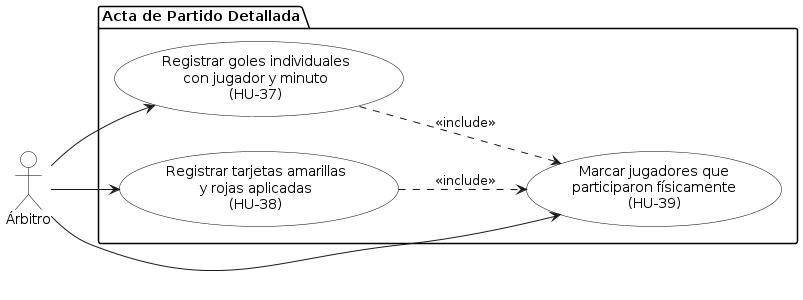 Acta de Partido Detallada
Registrar goles individuales
con jugador y minuto
(HU-37)
«include»
Registrar tarjetas amarillas
y rojas aplicadas
(HU-38)
«include»
Marcar jugadores que
participaron físicamente
(HU-39)
Árbitro